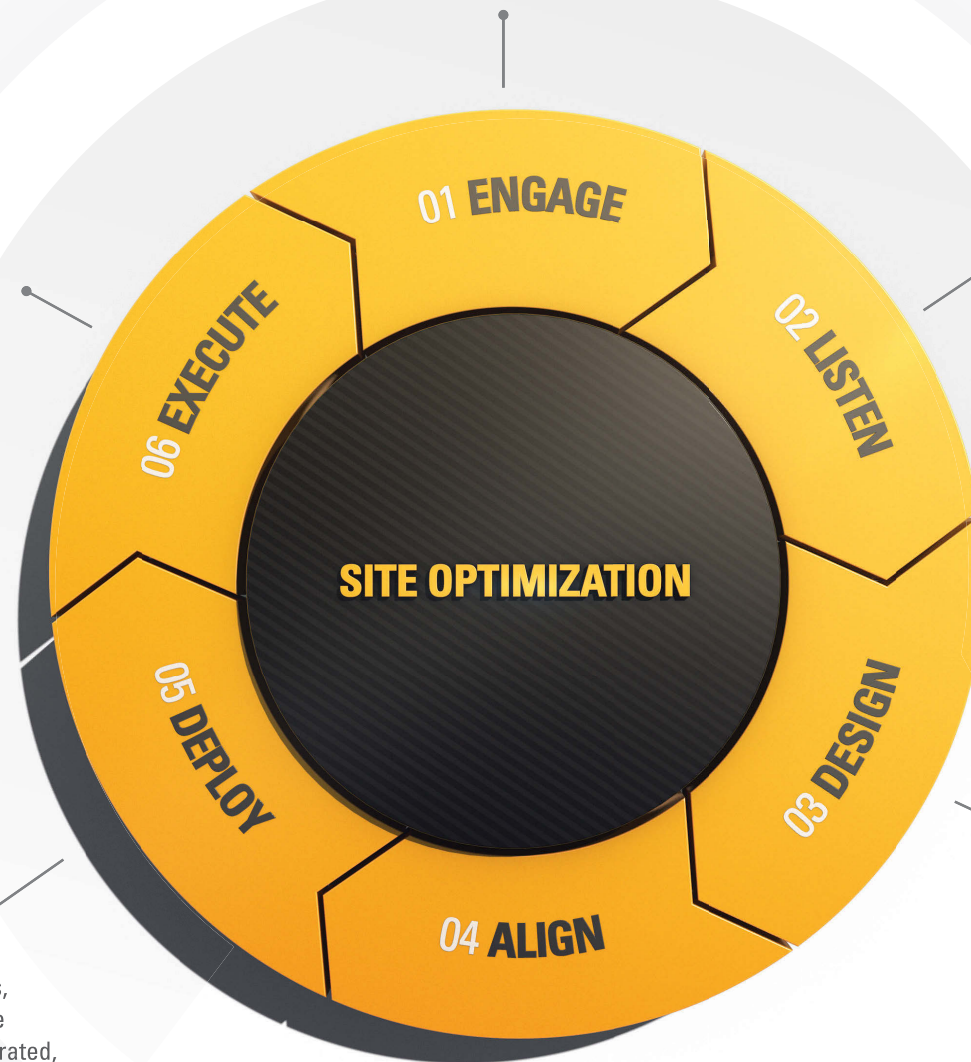 01 ENGAGE
02 LISTEN
03 DESIGN
04 ALIGN
05 DEPLOY
06 EXECUTE
SITE OPTIMIZATION